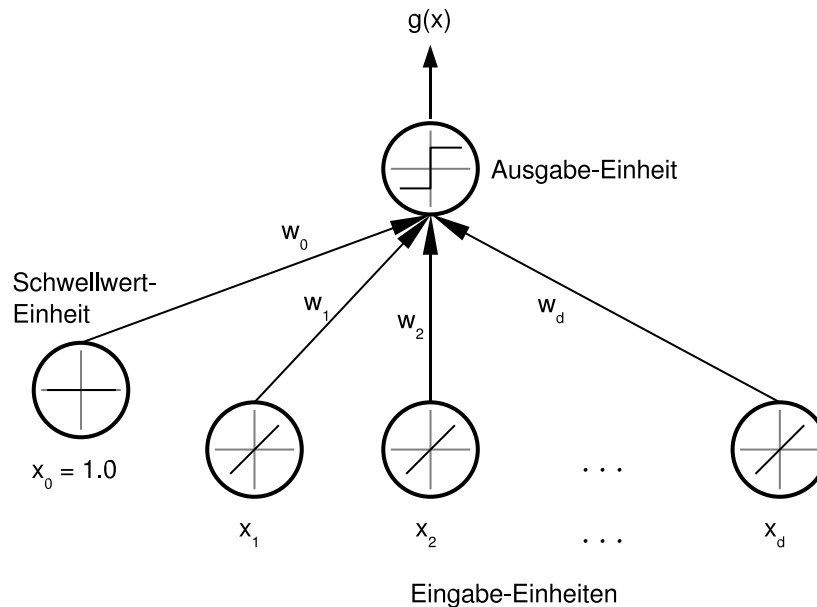 g(x)
Ausgabe-Einheit
w0
Schwellwert-
Einheit
w1
w2
wd
x0 = 1.0
. . .
x1
x2
. . .
xd
Eingabe-Einheiten